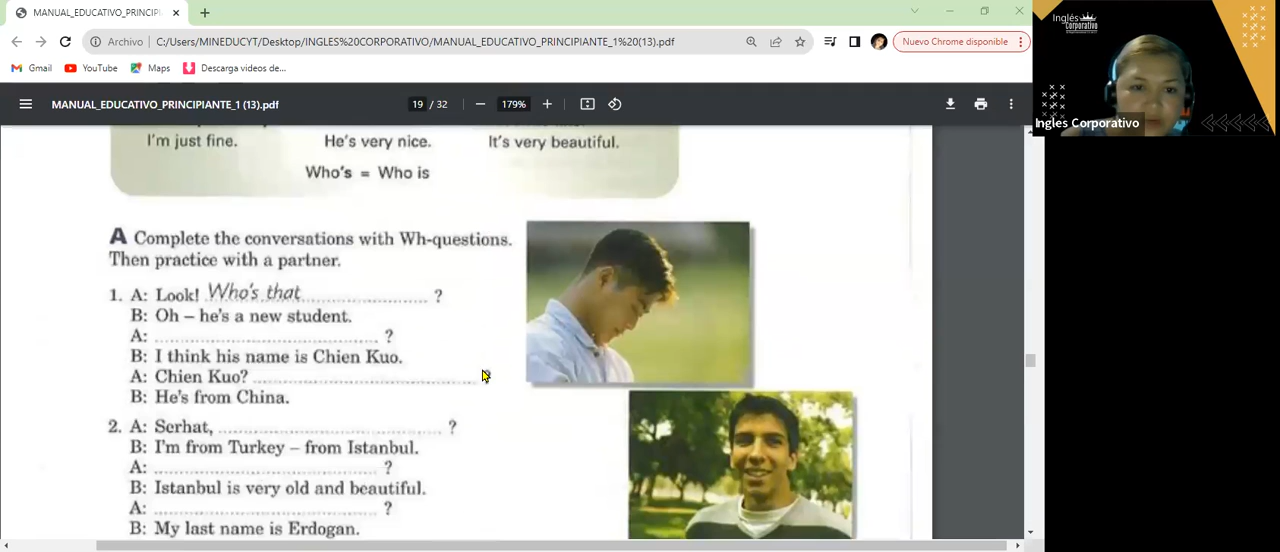 MANUAL_EDUCATIVO_PRINCIPI
Archivo
C:/Users/MINEDUCYT/Desktop/INGLES%20CORPORATIVO/MANUAL_EDUCATIVO_PRINCIPIANTE_1%20(13).pdf
Nuevo Chrome disponible
Gmail
YouTube
Maps
Descarga videos de...
MANUAL_EDUCATIVO_PRINCIPIANTE_1 (13).pdf
19 / 32
179%
Inglés
Corporativo
Ingles Corporativo
I'm just fine. He's very nice. It's very beautiful.
Who's = Who is
A Complete the conversations with Wh-questions.
Then practice with a partner.
1. A: Look! Who's that ?
B: Oh – he's a new student.
A: ?
B: I think his name is Chien Kuo.
A: Chien Kuo?
B: He's from China.
2. A: Serhat, ?
B: I'm from Turkey – from Istanbul.
A: ?
B: Istanbul is very old and beautiful.
A: ?
B: My last name is Erdogan.